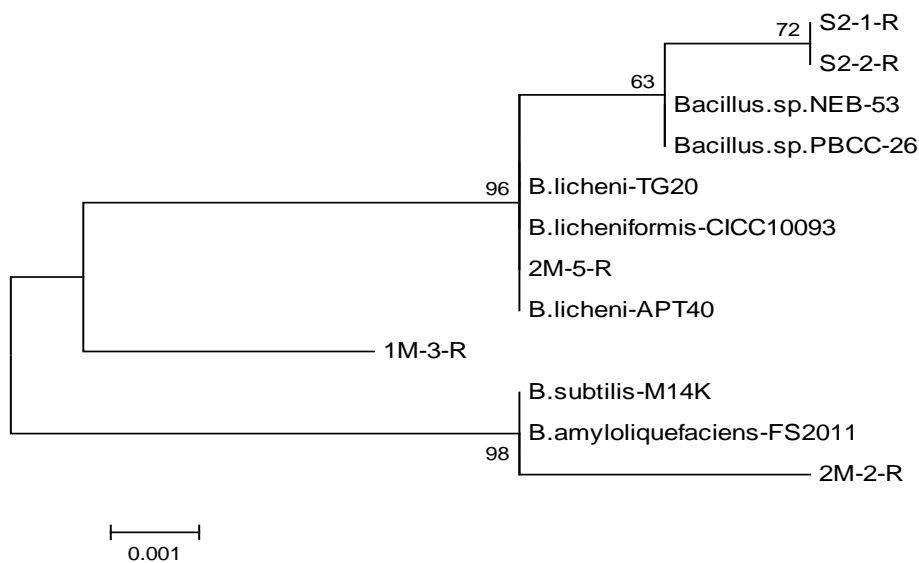 S2-1-R
72
S2-2-R
63
Bacillus.sp.NEB-53
Bacillus.sp.PBCC-26
96
B.licheni-TG20
B.licheniformis-CICC10093
2M-5-R
B.licheni-APT40
1M-3-R
B.subtilis-M14K
B.amyloliquefaciens-FS2011
98
2M-2-R
0.001